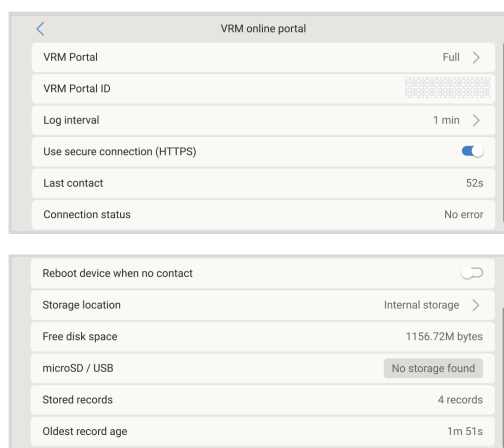 VRM online portal
VRM Portal Full
VRM Portal ID
Log interval 1 min
Use secure connection (HTTPS)
Last contact 52s
Connection status No error
Reboot device when no contact
Storage location Internal storage
Free disk space 1156.72M bytes
microSD / USB No storage found
Stored records 4 records
Oldest record age 1m 51s